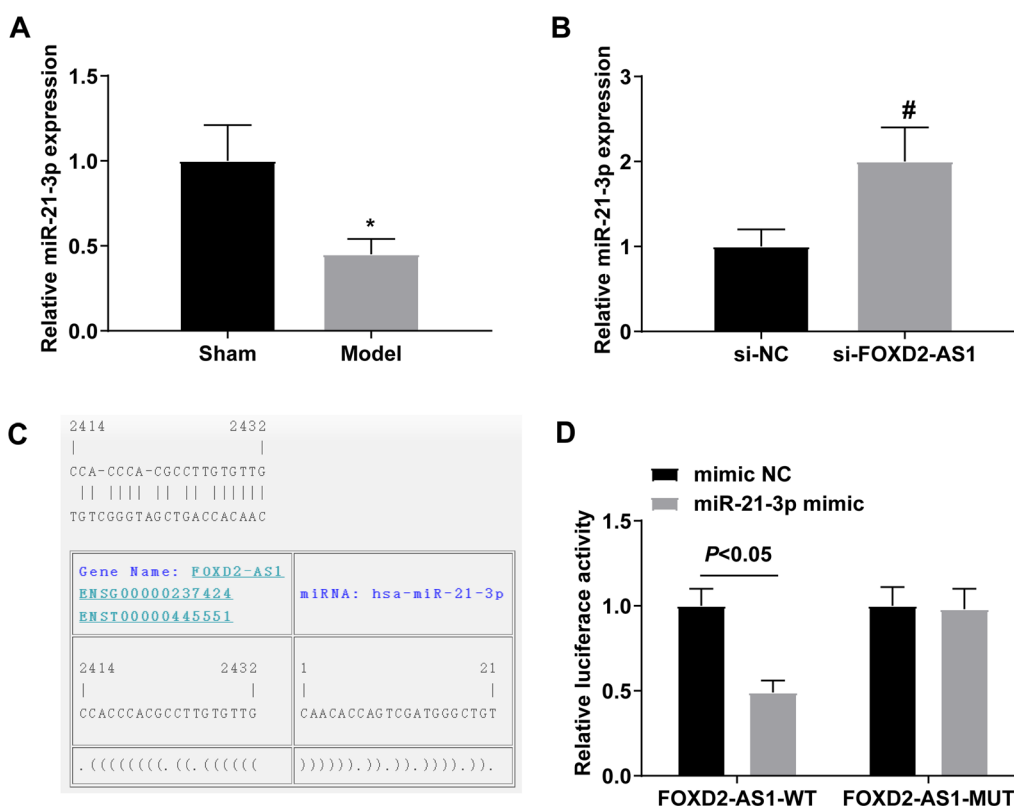 A
Relative miR-21-3p expression
1.5
1.0
0.5
0.0
*
Sham Model
B
Relative miR-21-3p expression
3
2
1
0
#
si-NC si-FOXD2-AS1
C
2414 2432
| |
CCA-CCCA-CGCCTTGTGTTG
|| |||| || || ||||||
TGTCGGGTAGCTGACCACAAC
Gene Name: FOXD2-AS1
ENSG00000237424
ENST00000445551
miRNA: hsa-miR-21-3p
2414 2432
| |
CCACCCACGCCTTGTGTTG
1 21
| |
CAACACCAGTCGATGGGCTGT
.((((((((.((.((((((
)))))).)).)).)))).)).
D
mimic NC
miR-21-3p mimic
Relative luciferace activity
1.5
1.0
0.5
0.0
P<0.05
FOXD2-AS1-WT FOXD2-AS1-MUT